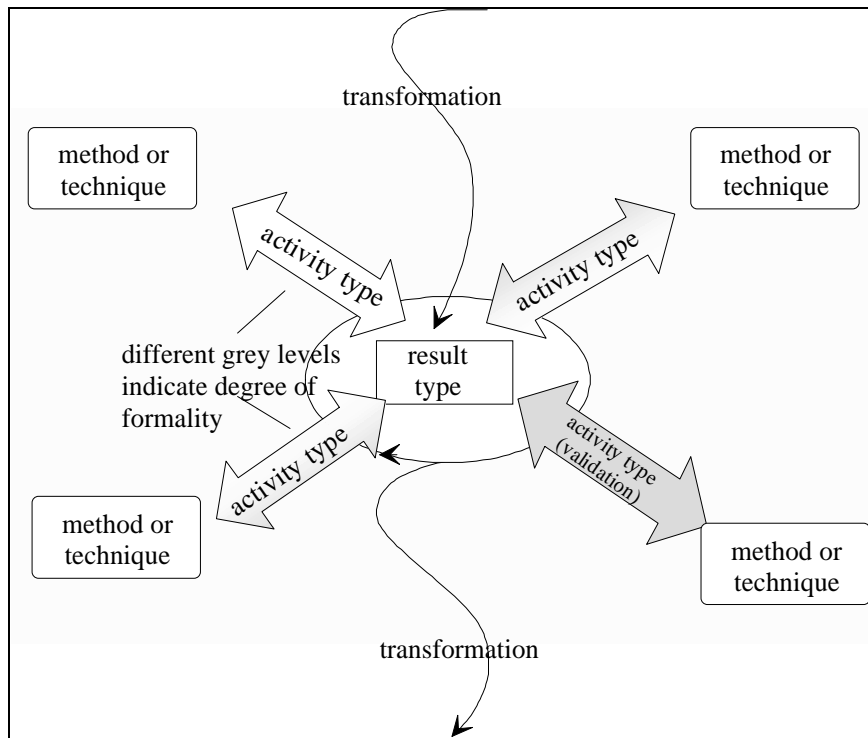 transformation
method or
technique
method or
technique
activity type
activity type
different grey levels
indicate degree of
formality
result
type
activity type
activity type
(validation)
method or
technique
method or
technique
transformation